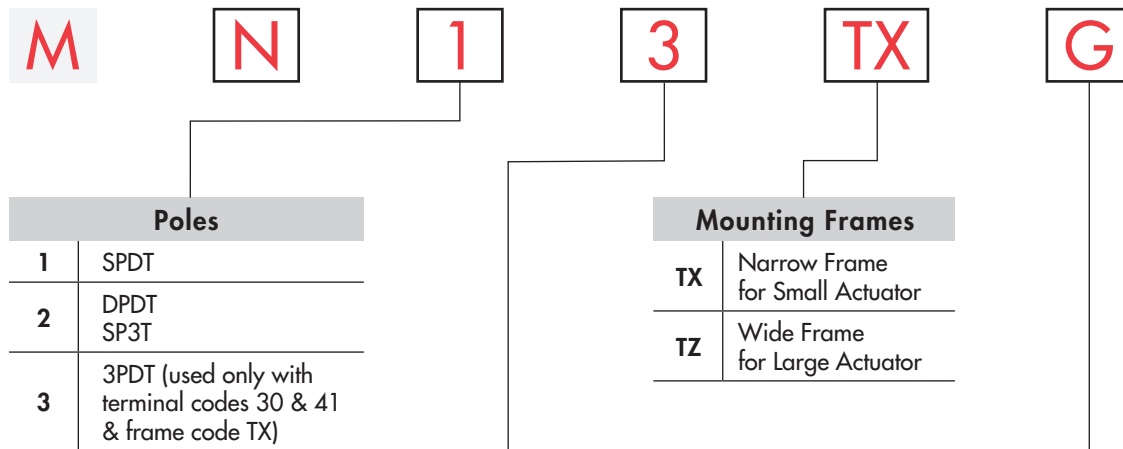 M N 1 3 TX G
Poles
1 SPDT
2 DPDT
SP3T
3 3PDT (used only with
terminal codes 30 & 41
& frame code TX)
Mounting Frames
TX Narrow Frame
for Small Actuator
TZ Wide Frame
for Large Actuator